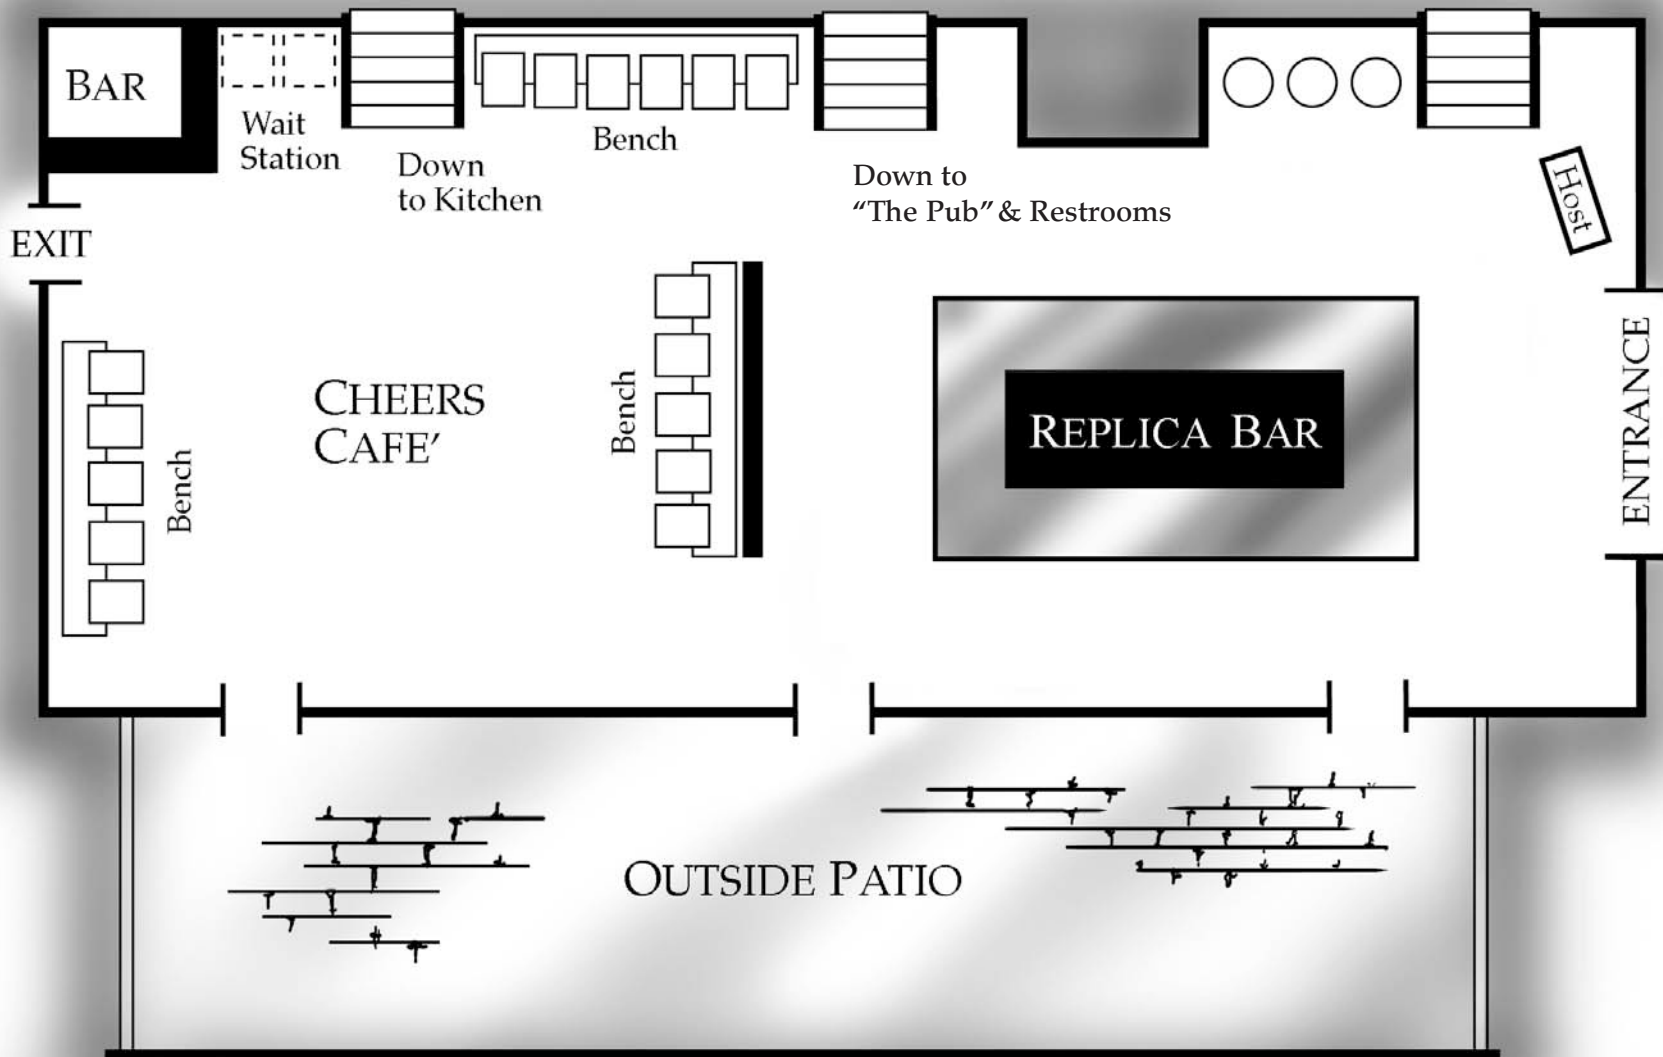 BAR
Wait
Station
Down
to Kitchen
Bench
Down to
“The Pub” & Restrooms
Host
EXIT
ENTRANCE
Bench
CHEERS
CAFE’
Bench
REPLICA BAR
OUTSIDE PATIO